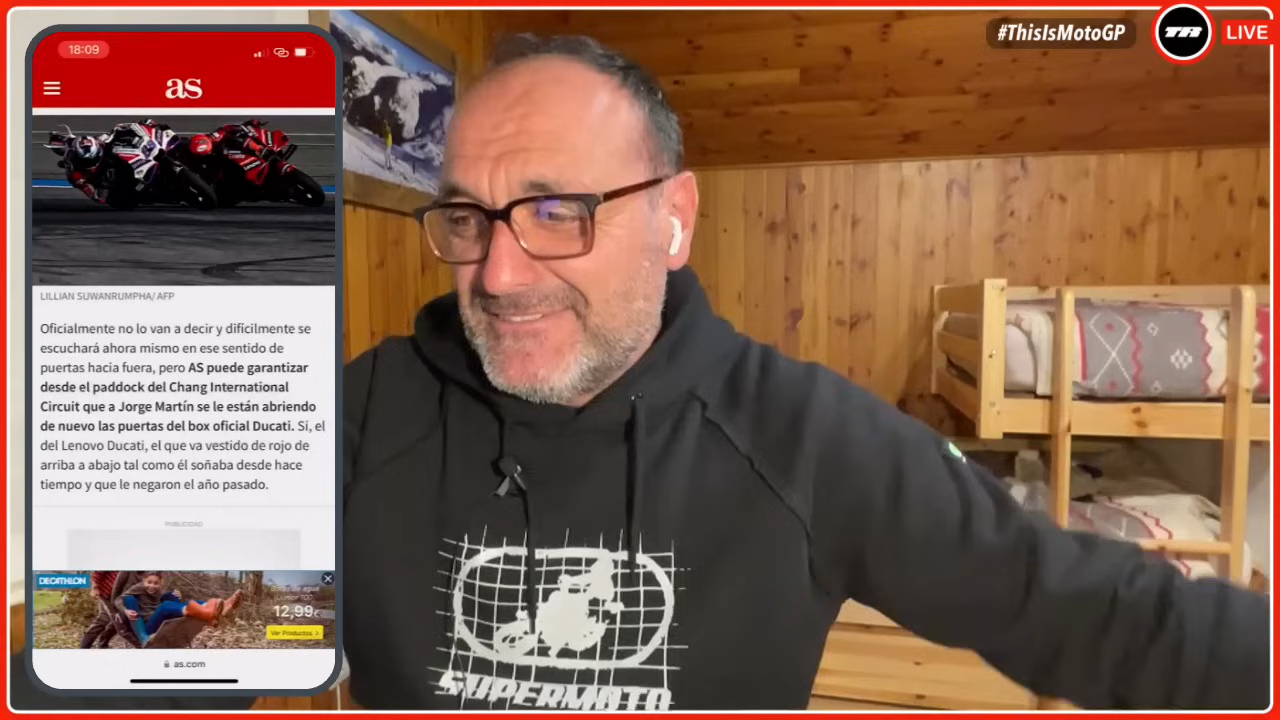 18:09
as
LILLIAN SUWANRUMPHA/ AFP
Oficialmente no lo van a decir y difícilmente se
escuchará ahora mismo en ese sentido de
puertas hacia fuera, pero AS puede garantizar
desde el paddock del Chang International
Circuit que a Jorge Martín se le están abriendo
de nuevo las puertas del box oficial Ducati. Sí, el
del Lenovo Ducati, el que va vestido de rojo de
arriba a abajo tal como él soñaba desde hace
tiempo y que le negaron el año pasado.
PUBLICIDAD
DECATHLON
12,99€
Ver Productos >
as.com
#ThisIsMotoGP
TR
LIVE
SUPERMOTO